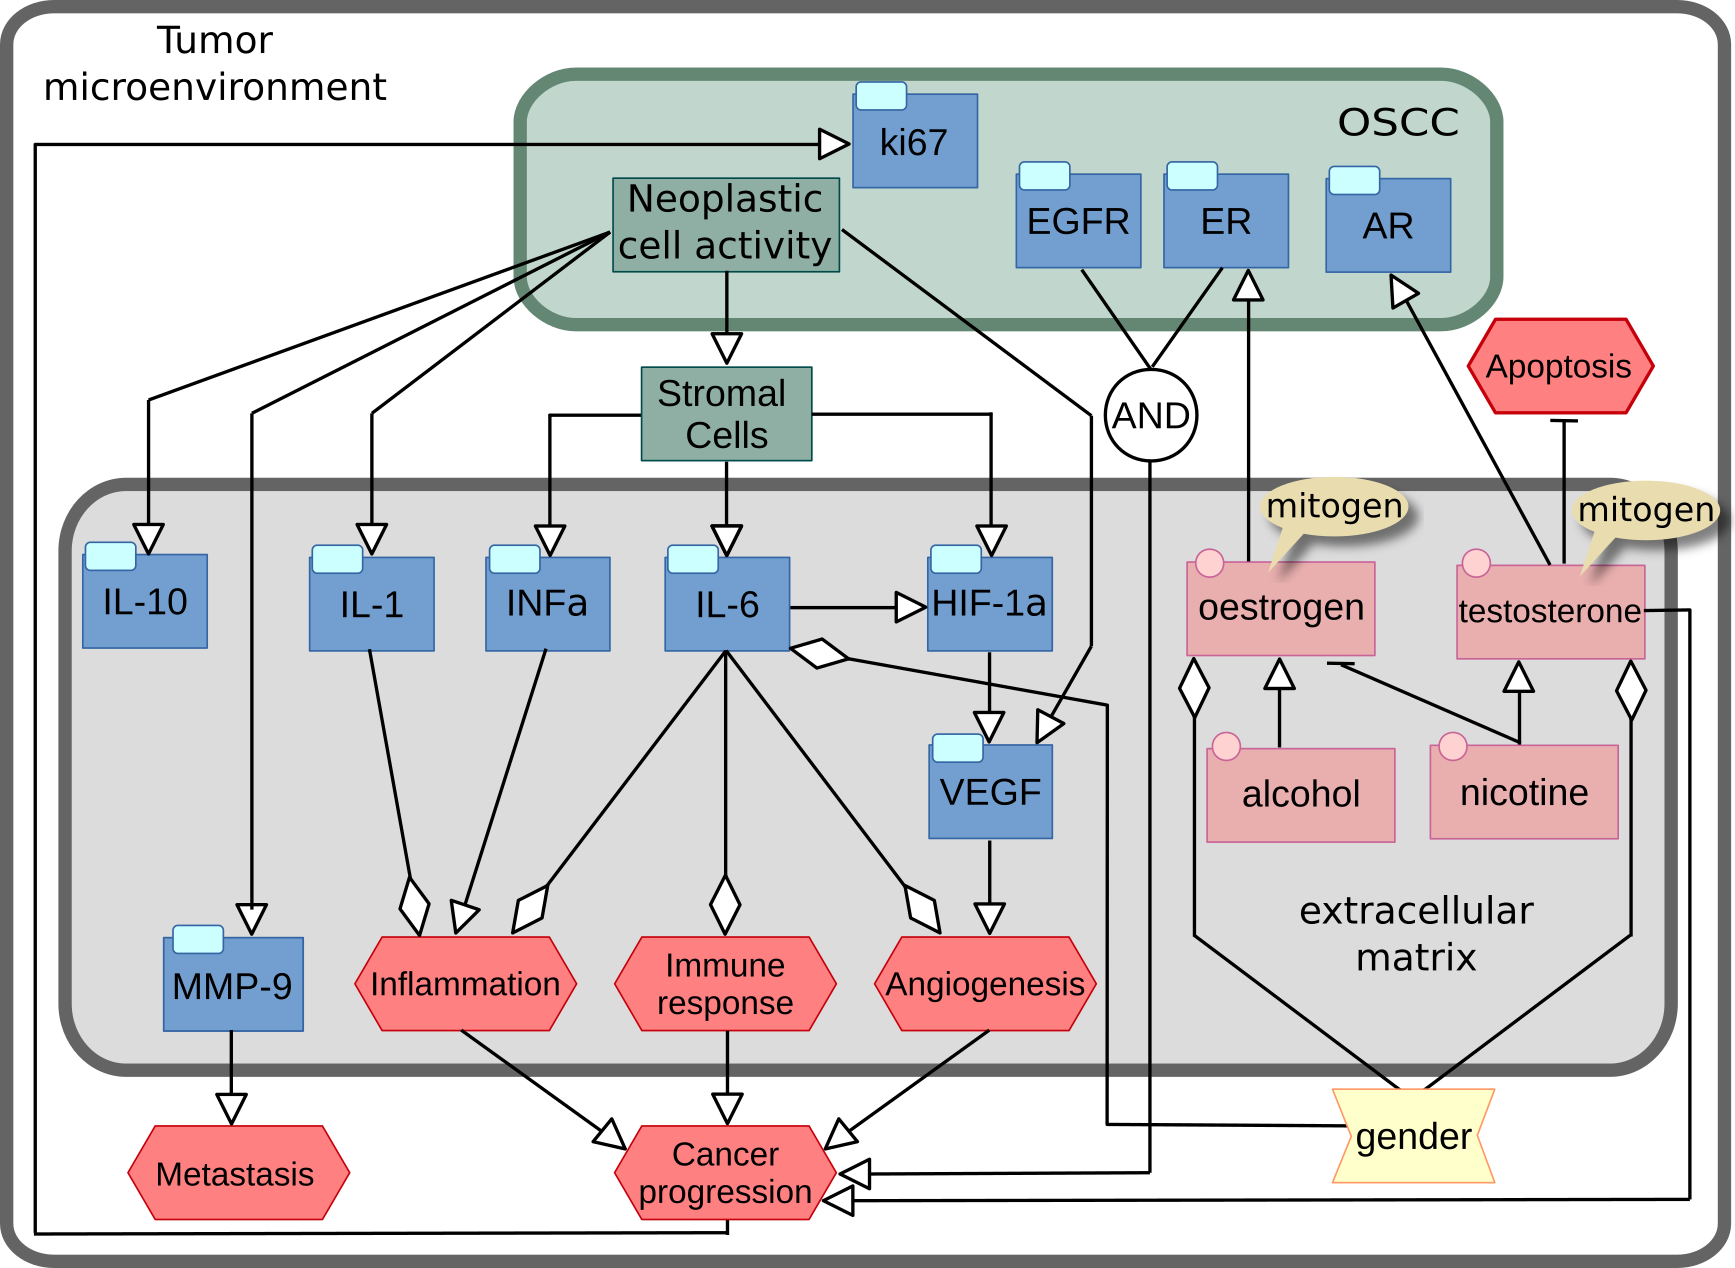 Tumor
microenvironment
OSCC
ki67
Neoplastic
cell activity
EGFR
ER
AR
Apoptosis
Stromal
Cells
AND
mitogen
mitogen
IL-10
IL-1
INFa
IL-6
HIF-1a
oestrogen
testosterone
VEGF
alcohol
nicotine
extracellular
matrix
MMP-9
Inflammation
Immune
response
Angiogenesis
Metastasis
Cancer
progression
gender